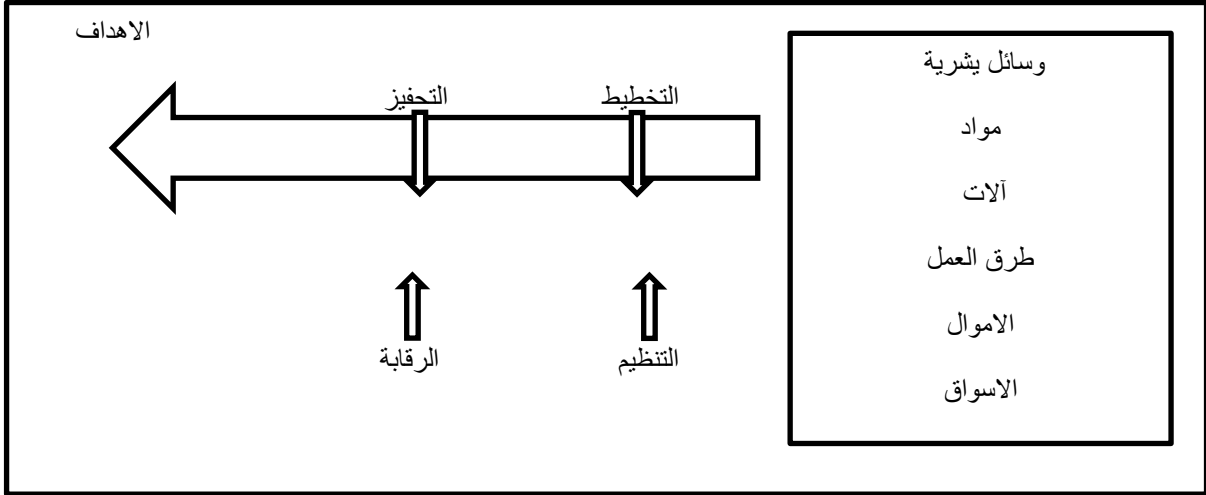 الاهداف
وسائل يشرية
مواد
آلات
طرق العمل
الاموال
الاسواق
التخطيط
التحفيز
التنظيم
الرقابة